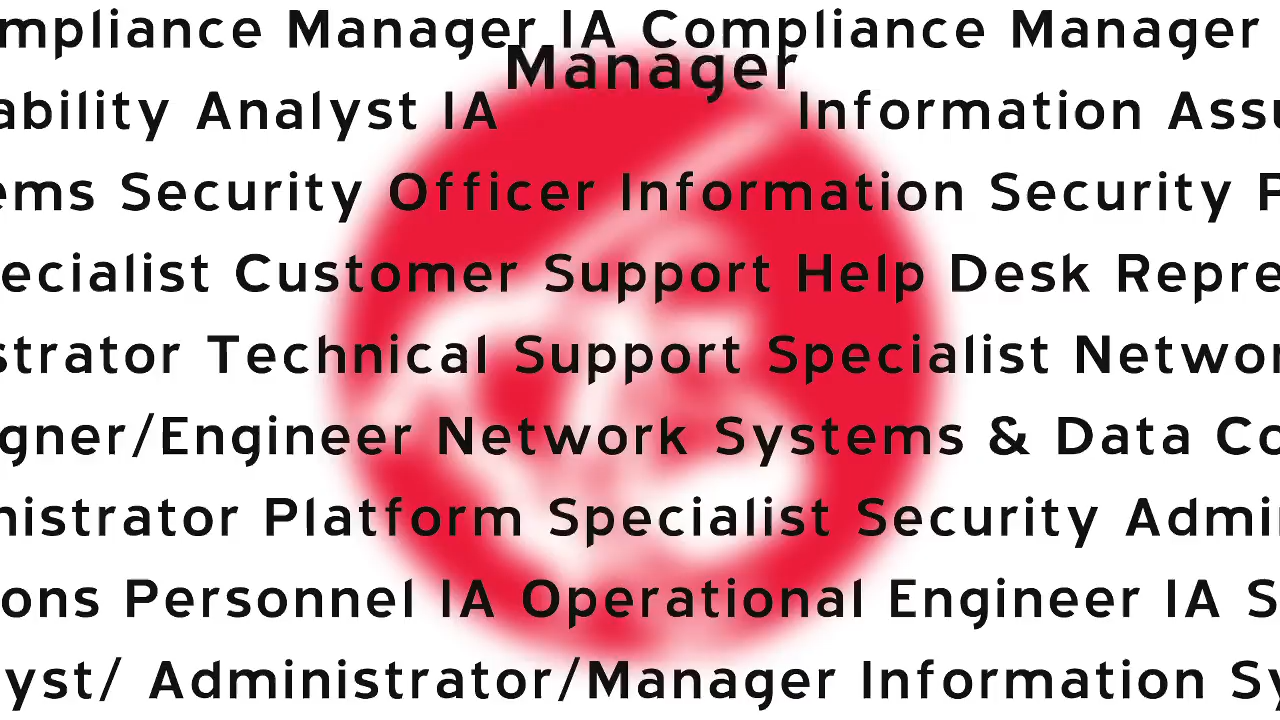 mpliance Manager IA Compliance Manager
Manager
ability Analyst IA Information Assu
ems Security Officer Information Security P
ecialist Customer Support Help Desk Repre
strator Technical Support Specialist Networ
gner/Engineer Network Systems & Data Co
nistrator Platform Specialist Security Admin
ons Personnel IA Operational Engineer IA S
yst/ Administrator/Manager Information Sy